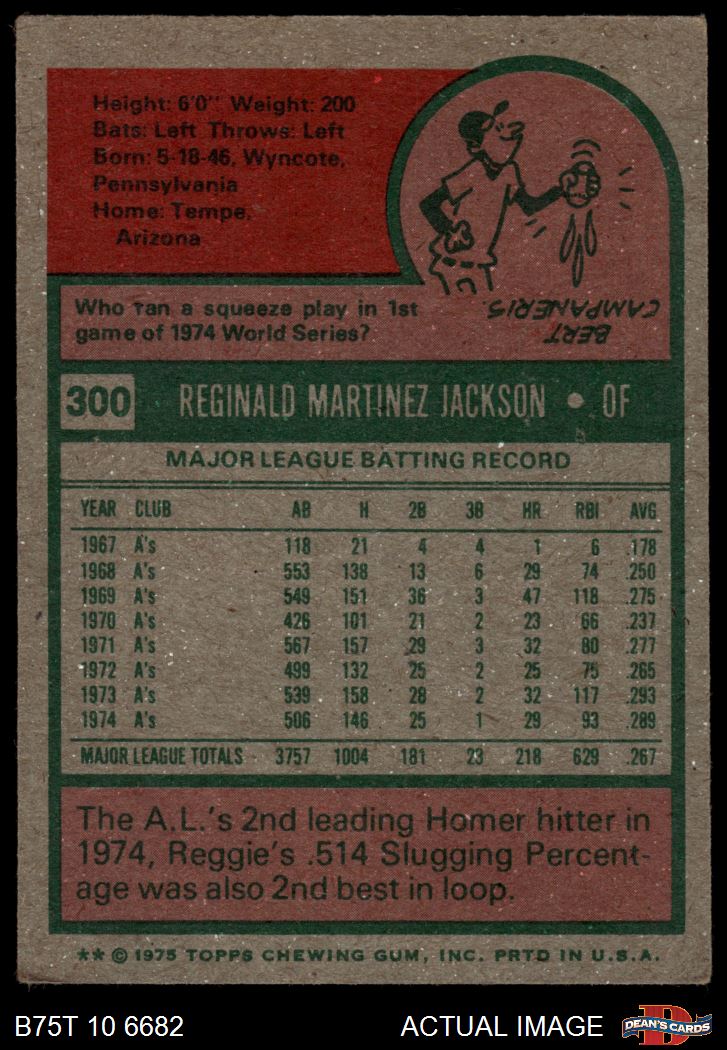 Height: 6'0" Weight: 200
Bats: Left Throws: Left
Born: 5-18-46, Wyncote,
Pennsylvania
Home: Tempe,
Arizona
Who ran a squeeze play in 1st
game of 1974 World Series?
BERT
CAMPANERIS.
300 REGINALD MARTINEZ JACKSON • OF
MAJOR LEAGUE BATTING RECORD
YEAR CLUB AB H 2B 3B HR RBI AVG
1967 A's 118 21 4 4 1 6 .178
1968 A's 553 138 13 6 29 74 .250
1969 A's 549 151 36 3 47 118 .275
1970 A's 426 101 21 2 23 66 .237
1971 A's 567 157 29 3 32 80 .277
1972 A's 499 132 25 2 25 75 .265
1973 A's 539 158 28 2 32 117 .293
1974 A's 506 146 25 1 29 93 .289
MAJOR LEAGUE TOTALS 3757 1004 181 23 218 629 .267
The A.L.'s 2nd leading Homer hitter in
1974, Reggie's .514 Slugging Percent-
age was also 2nd best in loop.
** © 1975 TOPPS CHEWING GUM, INC. PRTD IN U.S.A.
B75T 10 6682 ACTUAL IMAGE D DEAN'S CARDS